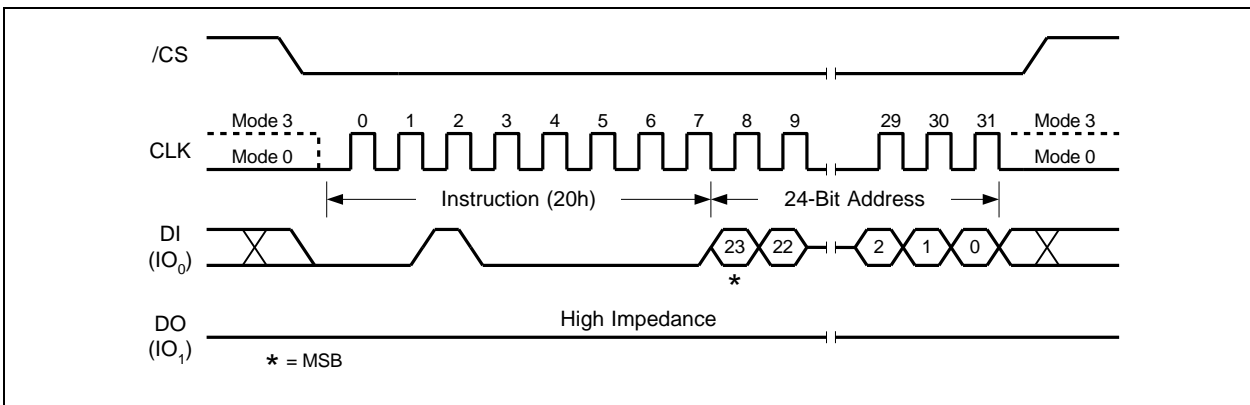 /CS
Mode 3 0 1 2 3 4 5 6 7 8 9 29 30 31 Mode 3
CLK
Mode 0 Mode 0
Instruction (20h) 24-Bit Address
DI
(IO0)
23 22 2 1 0
*
High Impedance
DO
(IO1)
* = MSB